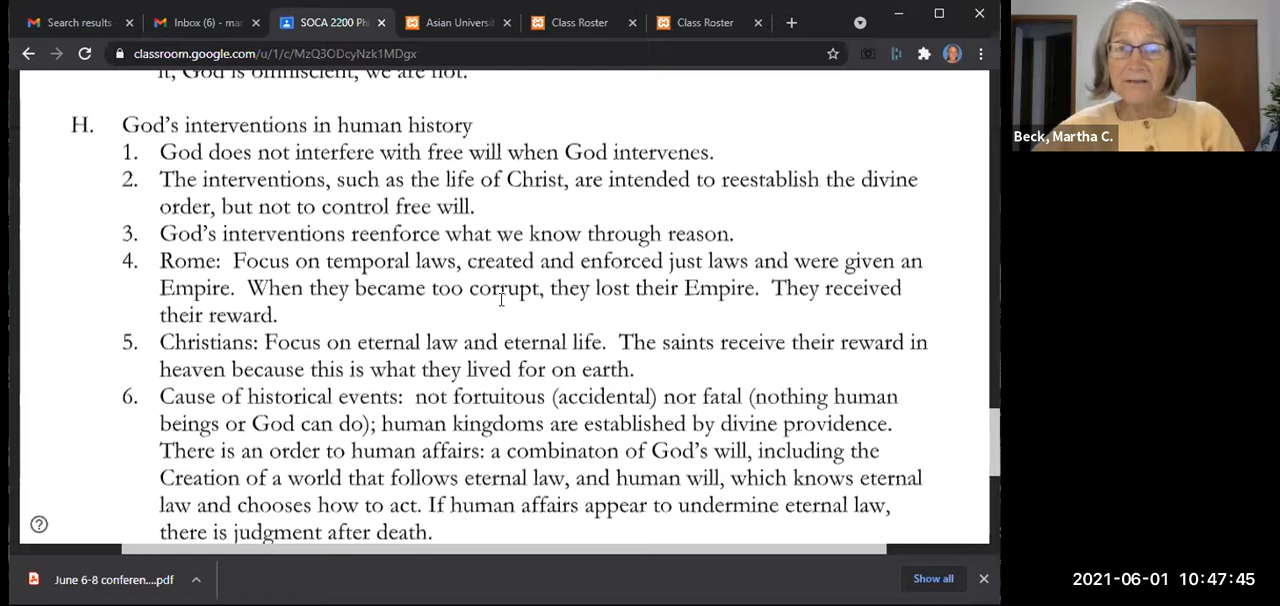 Search results
Inbox (6) - ma
SOCA 2200 Phi
Asian Universit
Class Roster
Class Roster
classroom.google.com/u/1/c/MzQ3ODcyNzk1MDgx
it, God is omniscient, we are not.
H. God's interventions in human history
1. God does not interfere with free will when God intervenes.
2. The interventions, such as the life of Christ, are intended to reestablish the divine
order, but not to control free will.
3. God's interventions reenforce what we know through reason.
4. Rome: Focus on temporal laws, created and enforced just laws and were given an
Empire. When they became too corrupt, they lost their Empire. They received
their reward.
5. Christians: Focus on eternal law and eternal life. The saints receive their reward in
heaven because this is what they lived for on earth.
6. Cause of historical events: not fortuitous (accidental) nor fatal (nothing human
beings or God can do); human kingdoms are established by divine providence.
There is an order to human affairs: a combinaton of God's will, including the
Creation of a world that follows eternal law, and human will, which knows eternal
law and chooses how to act. If human affairs appear to undermine eternal law,
there is judgment after death.
June 6-8 conferen....pdf
Show all
Beck, Martha C.
2021-06-01 10:47:45